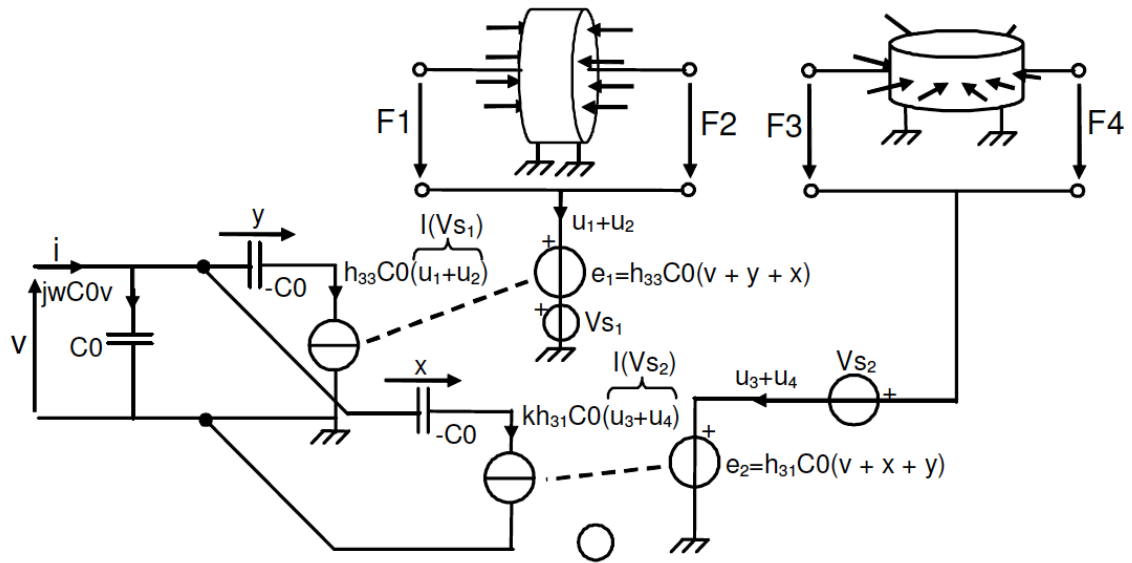 F1
F2
F3
F4
y
I(Vs1)
u1+u2
i
h33C0(u1+u2)
+
e1=h33C0(v + y + x)
-C0
jwC0v
+
Vs1
v
C0
x
I(Vs2)
Vs2
u3+u4
+
kh31C0(u3+u4)
-C0
+
e2=h31C0(v + x + y)